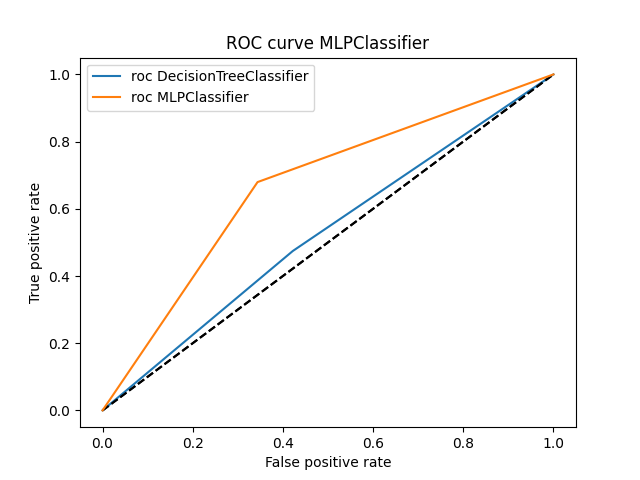 ROC curve MLPClassifier
roc DecisionTreeClassifier
roc MLPClassifier
True positive rate
1.0
0.8
0.6
0.4
0.2
0.0
0.0 0.2 0.4 0.6 0.8 1.0
False positive rate